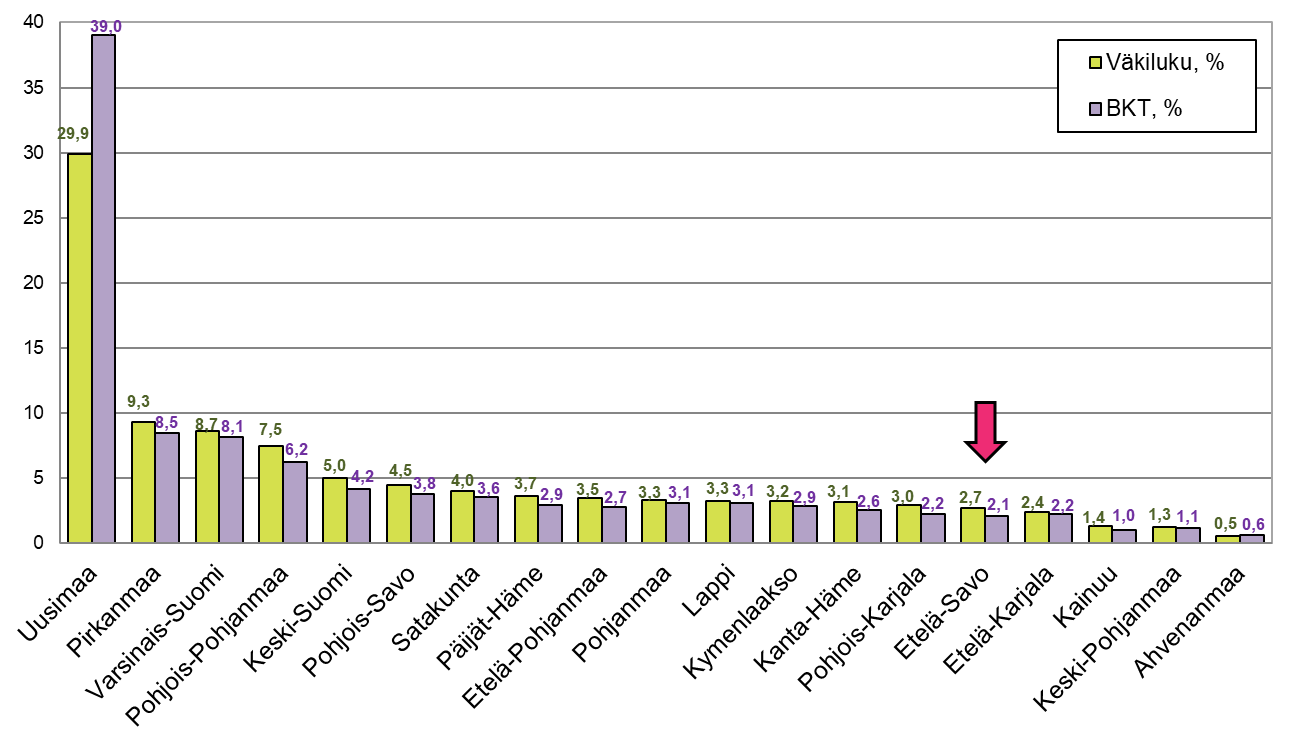 40
35
30
25
20
15
10
5
0
Väkiluku, %
BKT, %
29,9 39,0
9,3 8,5
8,7 8,1
7,5 6,2
5,0 4,2
4,5 3,8
4,0 3,6
3,7 2,9
3,5 2,7
3,3 3,1
3,3 3,1
3,2 2,9
3,1 2,6
3,0 2,2
2,7 2,1
2,4 2,2
1,4 1,0
1,3 1,1
0,5 0,6
Uusimaa
Pirkanmaa
Varsinais-Suomi
Pohjois-Pohjanmaa
Keski-Suomi
Pohjois-Savo
Satakunta
Päijät-Häme
Etelä-Pohjanmaa
Pohjanmaa
Lappi
Kymenlaakso
Kanta-Häme
Pohjois-Karjala
Etelä-Savo
Etelä-Karjala
Kainuu
Keski-Pohjanmaa
Ahvenanmaa